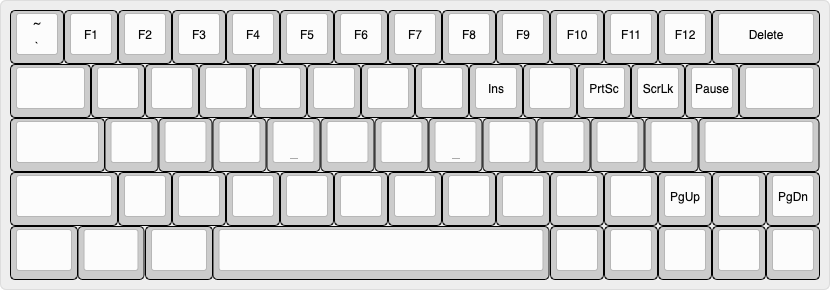 ~
`
F1 F2 F3 F4 F5 F6 F7 F8 F9 F10 F11 F12 Delete
Ins PrtSc ScrLk Pause
_ _
PgUp PgDn